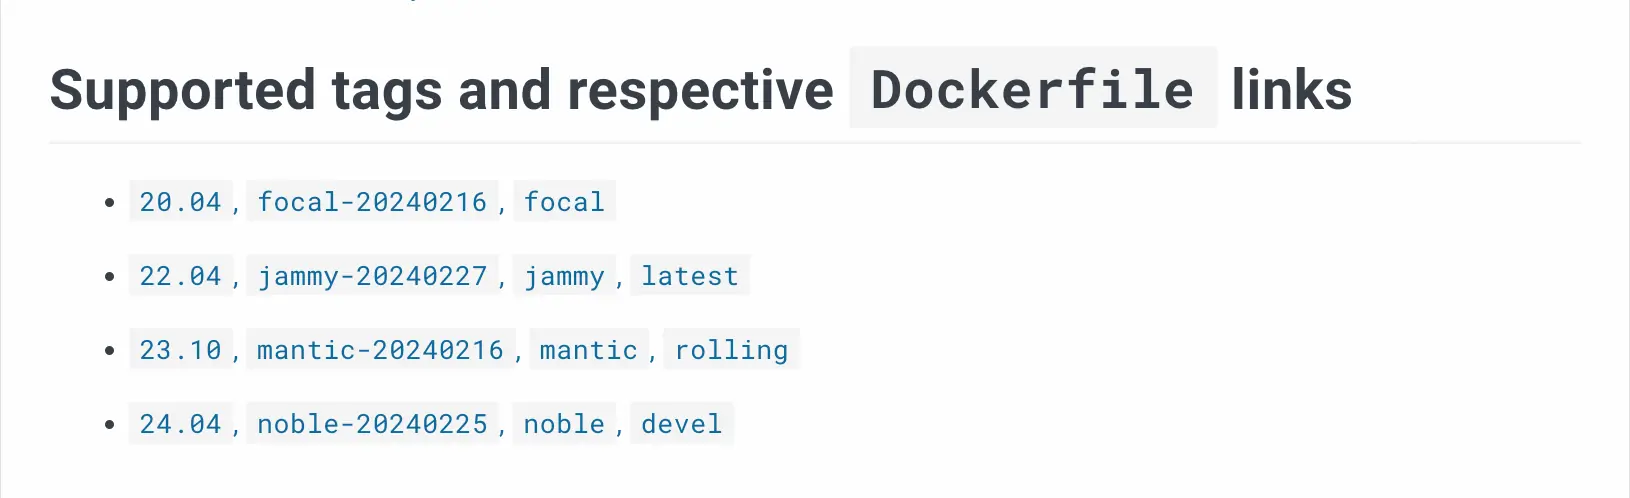 Supported tags and respective Dockerfile links
20.04, focal-20240216, focal
22.04, jammy-20240227, jammy, latest
23.10, mantic-20240216, mantic, rolling
24.04, noble-20240225, noble, devel